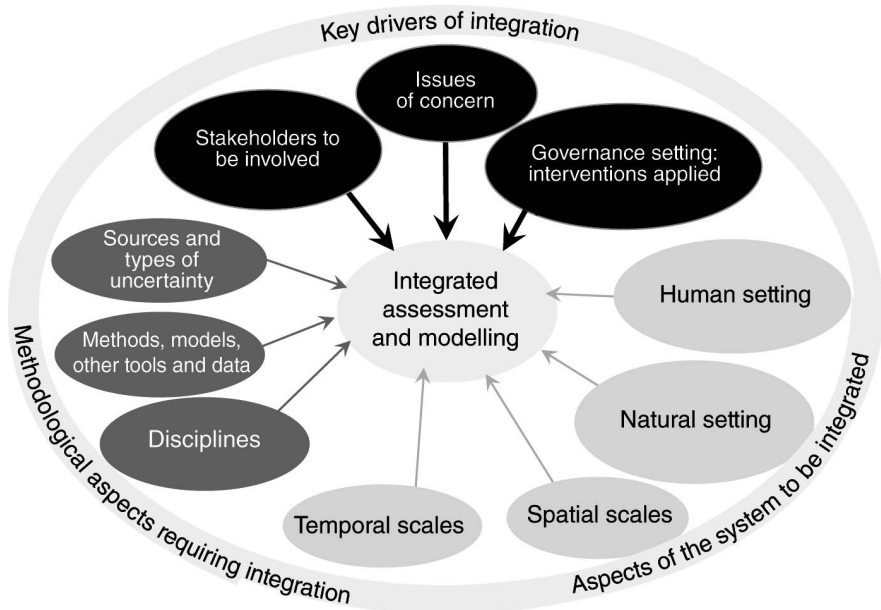 Key drivers of integration
Issues
of concern
Stakeholders to
be involved
Governance setting:
interventions applied
Sources and
types of
uncertainty
Methods, models,
other tools and data
Disciplines
Integrated
assessment
and modelling
Human setting
Natural setting
Spatial scales
Temporal scales
Methodological aspects requiring integration
Aspects of the system to be integrated